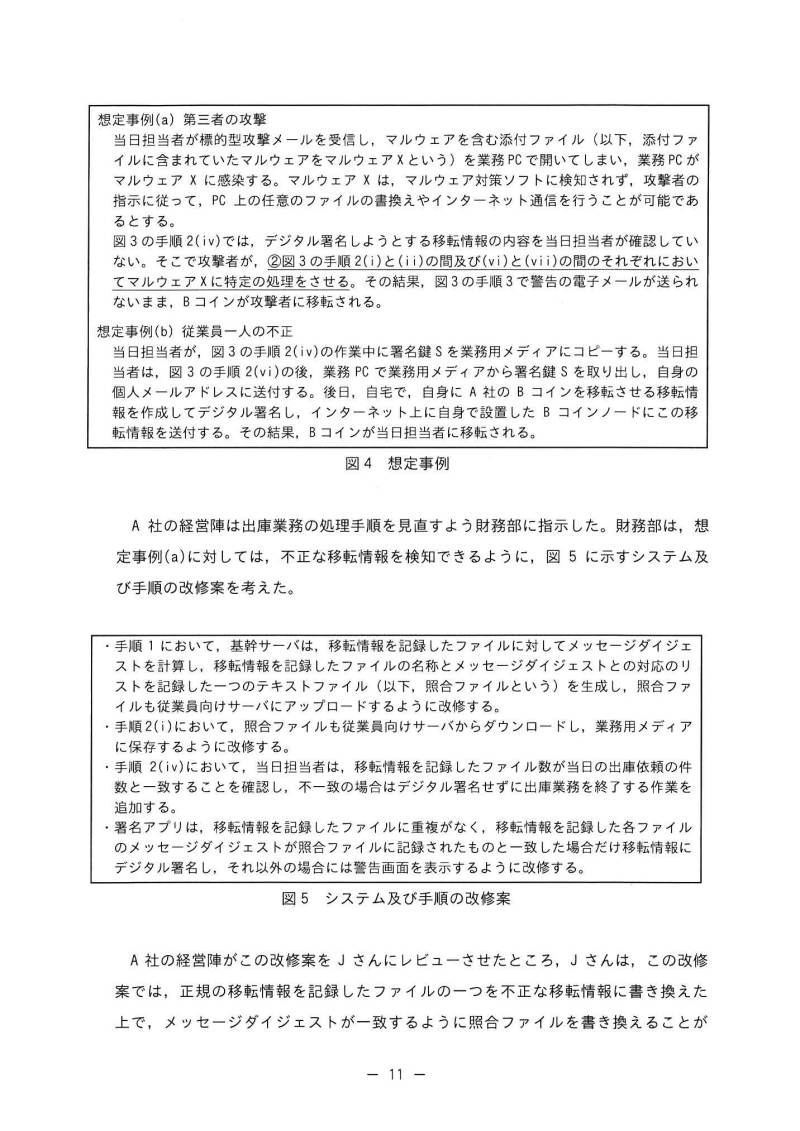 想定事例(a) 第三者の攻撃
当日担当者が標的型攻撃メールを受信し，マルウェアを含む添付ファイル（以下，添付ファ
イルに含まれていたマルウェアをマルウェアXという）を業務PCで開いてしまい，業務PCが
マルウェア X に感染する。マルウェア X は，マルウェア対策ソフトに検知されず，攻撃者の
指示に従って，PC 上の任意のファイルの書換えやインターネット通信を行うことが可能であ
るとする。
図3の手順2(iv)では，デジタル署名しようとする移転情報の内容を当日担当者が確認してい
ない。そこで攻撃者が，②図3の手順2(i)と(ii)の間及び(vi)と(vii)の間のそれぞれにおい
てマルウェアXに特定の処理をさせる。その結果，図3の手順3で警告の電子メールが送られ
ないまま，Bコインが攻撃者に移転される。
想定事例(b) 従業員一人の不正
当日担当者が，図3の手順2(iv)の作業中に署名鍵Sを業務用メディアにコピーする。当日担
当者は，図3の手順2(vi)の後，業務PCで業務用メディアから署名鍵Sを取り出し，自身の
個人メールアドレスに送付する。後日，自宅で，自身に A 社の B コインを移転させる移転情
報を作成してデジタル署名し，インターネット上に自身で設置した B コインノードにこの移
転情報を送付する。その結果，Bコインが当日担当者に移転される。
図4 想定事例
A 社の経営陣は出庫業務の処理手順を見直すよう財務部に指示した。財務部は，想
定事例(a)に対しては，不正な移転情報を検知できるように，図 5 に示すシステム及
び手順の改修案を考えた。
・手順1において，基幹サーバは，移転情報を記録したファイルに対してメッセージダイジェ
ストを計算し，移転情報を記録したファイルの名称とメッセージダイジェストとの対応のリ
ストを記録した一つのテキストファイル（以下，照合ファイルという）を生成し，照合ファ
イルも従業員向けサーバにアップロードするように改修する。
・手順2(i)において，照合ファイルも従業員向けサーバからダウンロードし，業務用メディア
に保存するように改修する。
・手順 2(iv)において，当日担当者は，移転情報を記録したファイル数が当日の出庫依頼の件
数と一致することを確認し，不一致の場合はデジタル署名せずに出庫業務を終了する作業を
追加する。
・署名アプリは，移転情報を記録したファイルに重複がなく，移転情報を記録した各ファイル
のメッセージダイジェストが照合ファイルに記録されたものと一致した場合だけ移転情報に
デジタル署名し，それ以外の場合には警告画面を表示するように改修する。
図5 システム及び手順の改修案
A 社の経営陣がこの改修案を J さんにレビューさせたところ，J さんは，この改修
案では，正規の移転情報を記録したファイルの一つを不正な移転情報に書き換えた
上で，メッセージダイジェストが一致するように照合ファイルを書き換えることが
― 11 ―